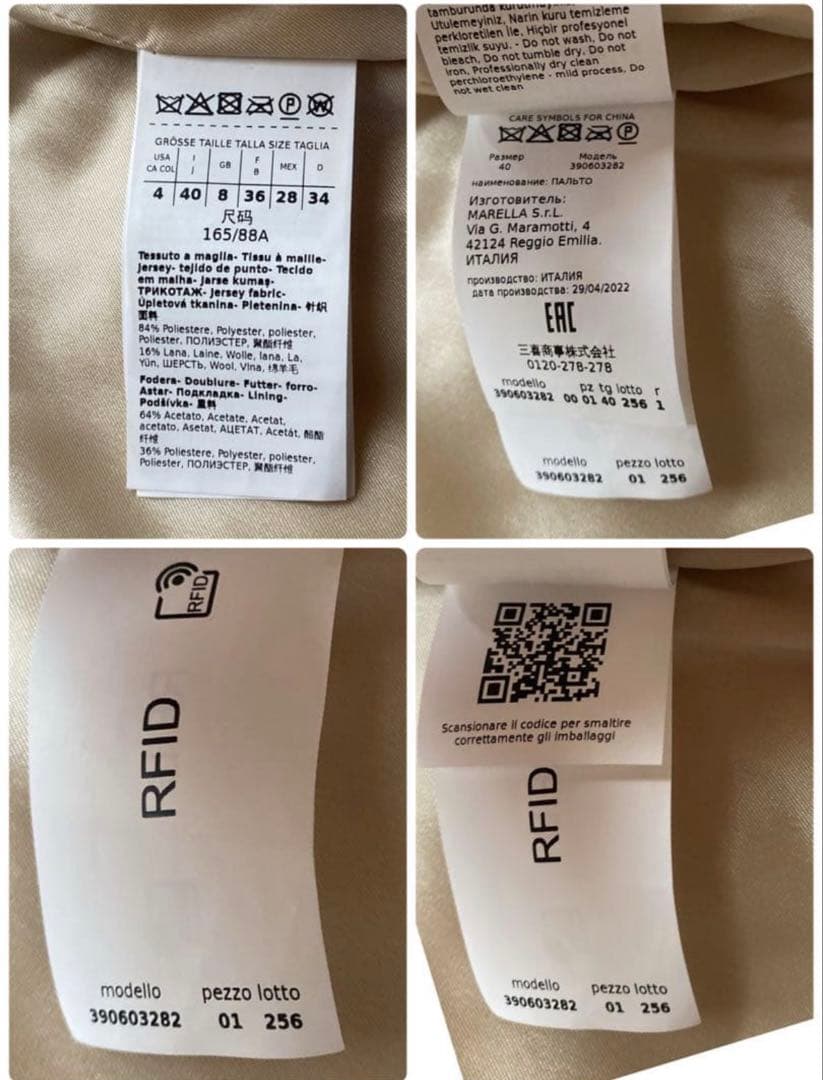 GRÖSSE TAILLE TALLA SIZE TAGLIA
USA I GB F MEX D
CA COL J B
4 40 8 36 28 34
尺码
165/88A
Tessuto a maglia- Tissu à maille-
Jersey- tejido de punto- Tecido
em malha- Jarse kumaş-
ТРИКОТАЖ- Jersey fabric-
Úpletová tkanina- Pletenina- 针织
面料
84% Poliestere, Polyester, poliester,
Poliester, ПОЛИЭСТЕР, 聚酯纤维
16% Lana, Laine, Wolle, lana, La,
Yün, ШЕРСТЬ, Wool, Vlna, 绵羊毛
Fodera- Doublure- Futter- forro-
Astar- Подкладка- Lining-
Podšívka- 里料
64% Acetato, Acetate, Acetat,
acetato, Asetat, АЦЕТАТ, Acetát, 醋酯
纤维
36% Poliestere, Polyester, poliester,
Poliester, ПОЛИЭСТЕР, 聚酯纤维
tamburunda kurutmayınız,
Utulemeyiniz, Narin kuru temizleme
perkloretilen ile, Hiçbir profesyonel
temizlik suyu. - Do not wash, Do not
bleach, Do not tumble dry, Do not
iron, Professionally dry clean
perchloroethylene - mild process, Do
not wet clean
CARE SYMBOLS FOR CHINA
Размер Модель
40 390603282
наименование: ПАЛЬТО
Изготовитель:
MARELLA S.r.L.
Via G. Maramotti, 4
42124 Reggio Emilia.
ИТАЛИЯ
производство: ИТАЛИЯ
дата производства: 29/04/2022
EAC
三喜商事株式会社
0120-278-278
modello pz tg lotto r
390603282 00 01 40 256 1
modello pezzo lotto
390603282 01 256
RFID
RFID
modello pezzo lotto
390603282 01 256
Scansionare il codice per smaltire
correttamente gli imballaggi
RFID
modello pezzo lotto
390603282 01 256